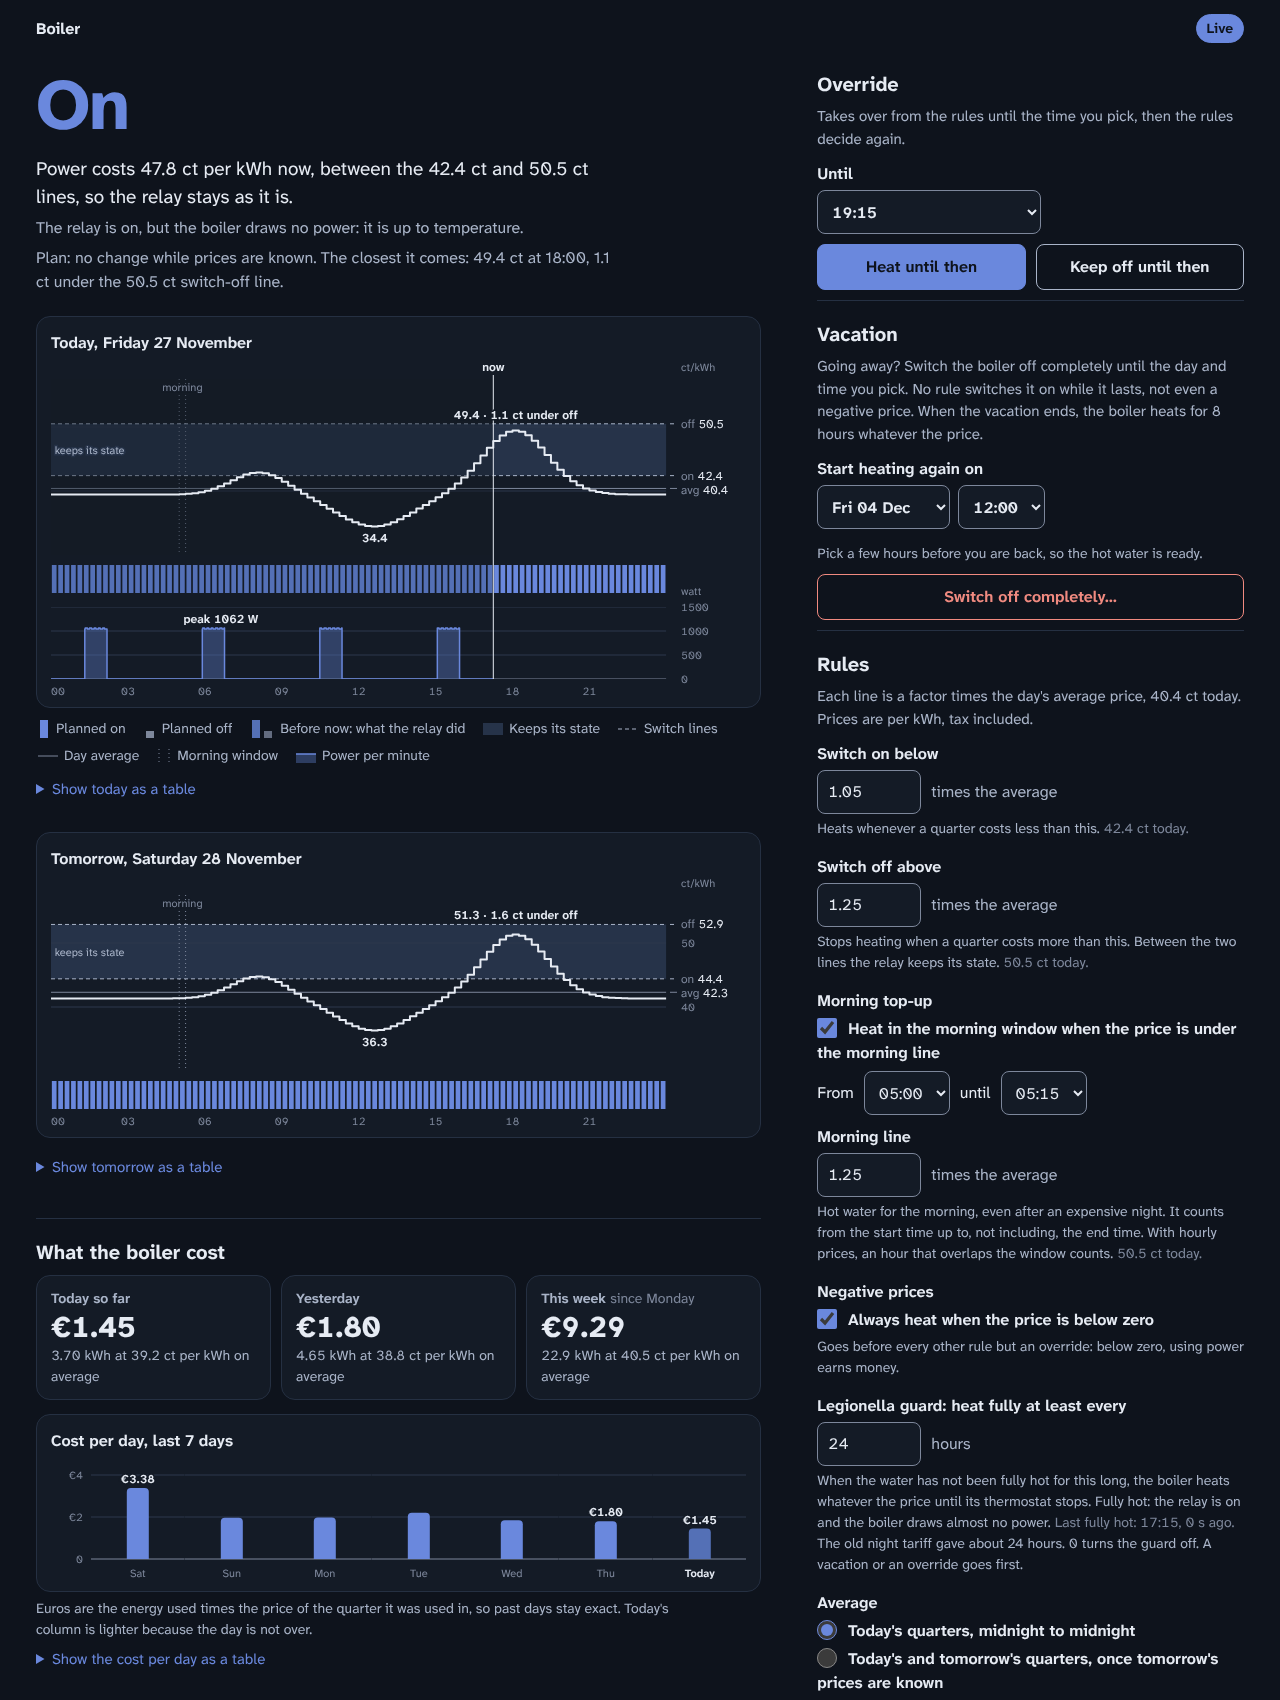 Boiler
Live
On
Power costs 47.8 ct per kWh now, between the 42.4 ct and 50.5 ct
lines, so the relay stays as it is.
The relay is on, but the boiler draws no power: it is up to temperature.
Plan: no change while prices are known. The closest it comes: 49.4 ct at 18:00, 1.1
ct under the 50.5 ct switch-off line.
Today, Friday 27 November
now
ct/kWh
morning
49.4 · 1.1 ct under off
off 50.5
keeps its state
on 42.4
avg 40.4
34.4
watt
1500
peak 1062 W
1000
500
0
00 03 06 09 12 15 18 21
Planned on Planned off Before now: what the relay did Keeps its state Switch lines
Day average Morning window Power per minute
Show today as a table
Tomorrow, Saturday 28 November
ct/kWh
morning
51.3 · 1.6 ct under off
off 52.9
50
keeps its state
on 44.4
avg 42.3
40
36.3
00 03 06 09 12 15 18 21
Show tomorrow as a table
What the boiler cost
Today so far
€1.45
3.70 kWh at 39.2 ct per kWh on
average
Yesterday
€1.80
4.65 kWh at 38.8 ct per kWh on
average
This week since Monday
€9.29
22.9 kWh at 40.5 ct per kWh on
average
Cost per day, last 7 days
€4
€3.38
€2
€1.80
€1.45
0
Sat Sun Mon Tue Wed Thu Today
Euros are the energy used times the price of the quarter it was used in, so past days stay exact. Today's
column is lighter because the day is not over.
Show the cost per day as a table
Override
Takes over from the rules until the time you pick, then the rules
decide again.
Until
19:15
Heat until then
Keep off until then
Vacation
Going away? Switch the boiler off completely until the day and
time you pick. No rule switches it on while it lasts, not even a
negative price. When the vacation ends, the boiler heats for 8
hours whatever the price.
Start heating again on
Fri 04 Dec
12:00
Pick a few hours before you are back, so the hot water is ready.
Switch off completely…
Rules
Each line is a factor times the day's average price, 40.4 ct today.
Prices are per kWh, tax included.
Switch on below
1.05 times the average
Heats whenever a quarter costs less than this. 42.4 ct today.
Switch off above
1.25 times the average
Stops heating when a quarter costs more than this. Between the two
lines the relay keeps its state. 50.5 ct today.
Morning top-up
Heat in the morning window when the price is under
the morning line
From 05:00 until 05:15
Morning line
1.25 times the average
Hot water for the morning, even after an expensive night. It counts
from the start time up to, not including, the end time. With hourly
prices, an hour that overlaps the window counts. 50.5 ct today.
Negative prices
Always heat when the price is below zero
Goes before every other rule but an override: below zero, using power
earns money.
Legionella guard: heat fully at least every
24 hours
When the water has not been fully hot for this long, the boiler heats
whatever the price until its thermostat stops. Fully hot: the relay is on
and the boiler draws almost no power. Last fully hot: 17:15, 0 s ago.
The old night tariff gave about 24 hours. 0 turns the guard off. A
vacation or an override goes first.
Average
Today's quarters, midnight to midnight
Today's and tomorrow's quarters, once tomorrow's
prices are known